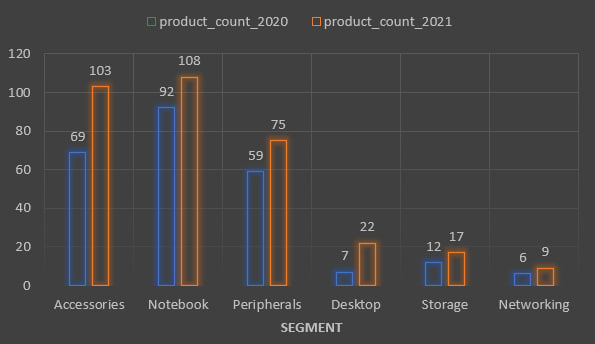 product_count_2020 product_count_2021
120
100
80
60
40
20
0
69 103 92 108 59 75 7 22 12 17 6 9
Accessories Notebook Peripherals Desktop Storage Networking
SEGMENT